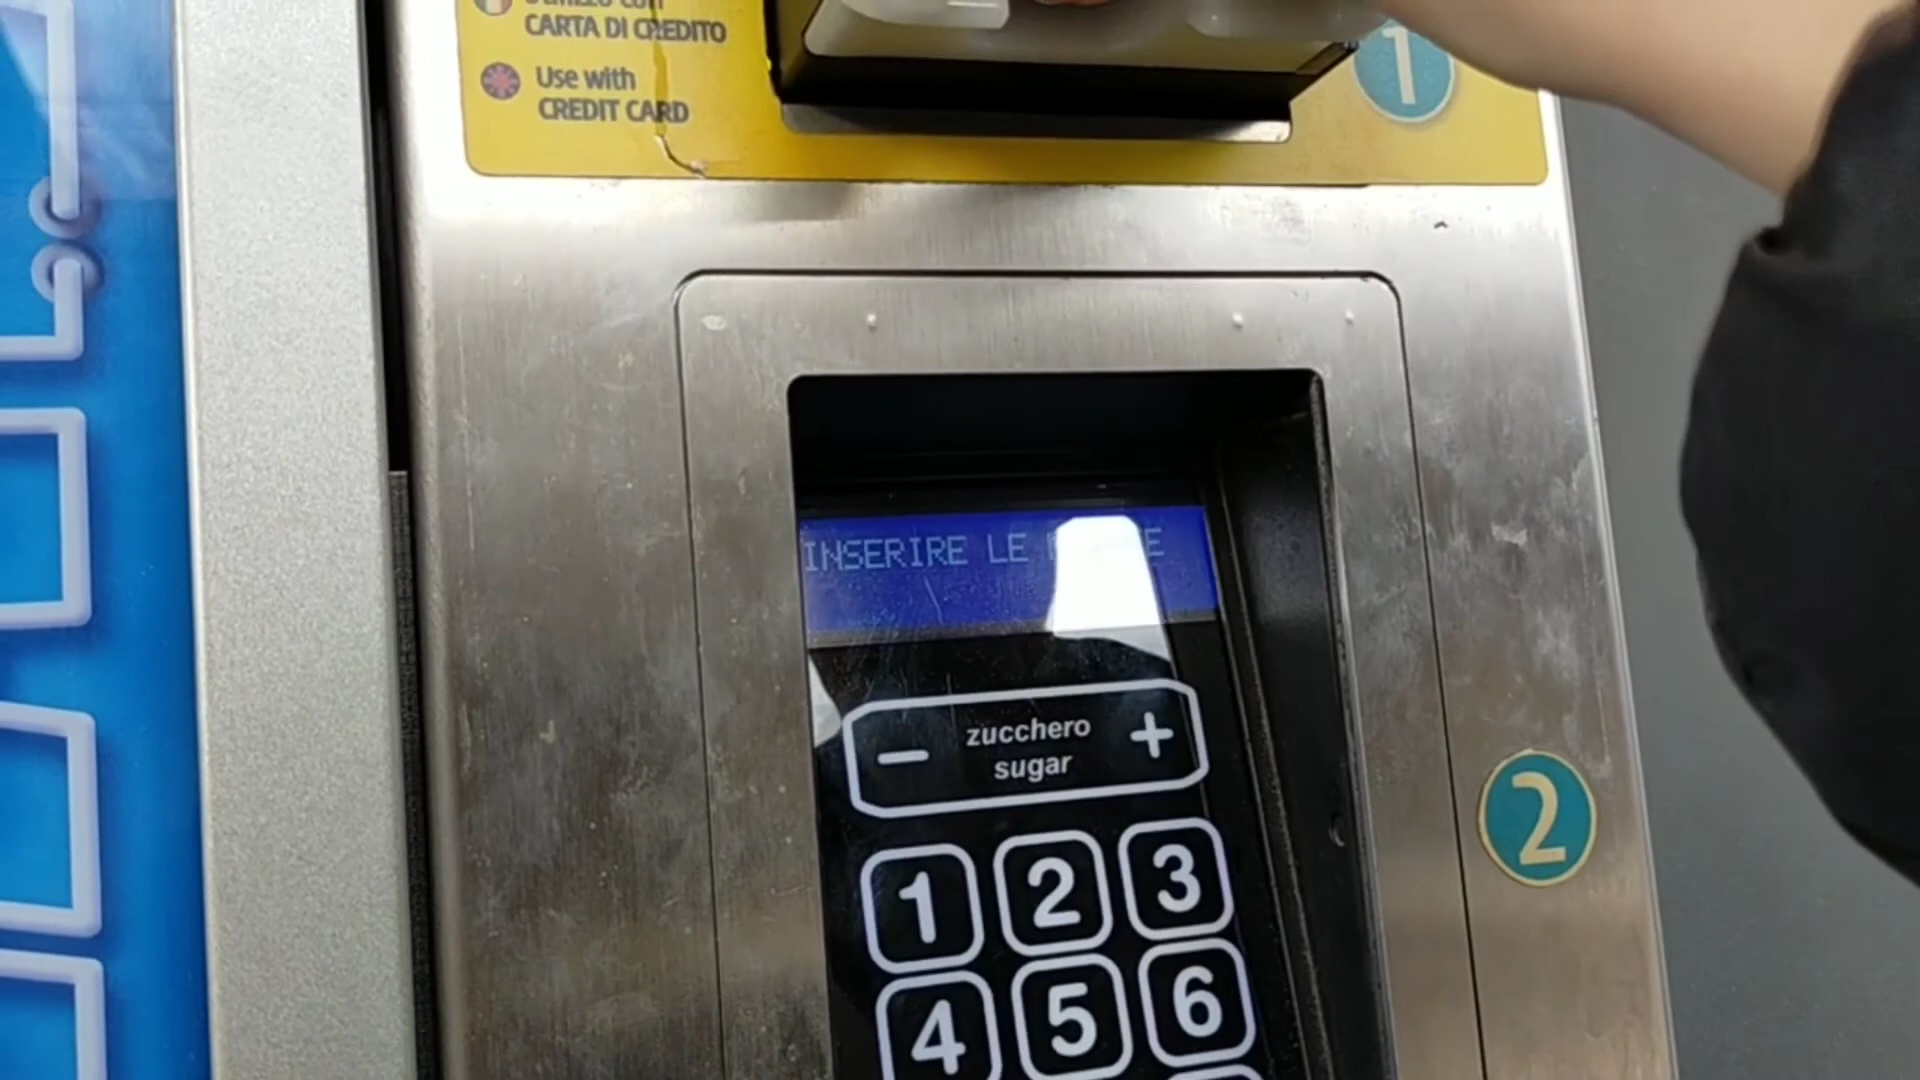 CARTA DI CREDITO
Use with
CREDIT CARD
1
INSERIRE LE
zucchero
sugar
- +
2
1 2 3
4 5 6